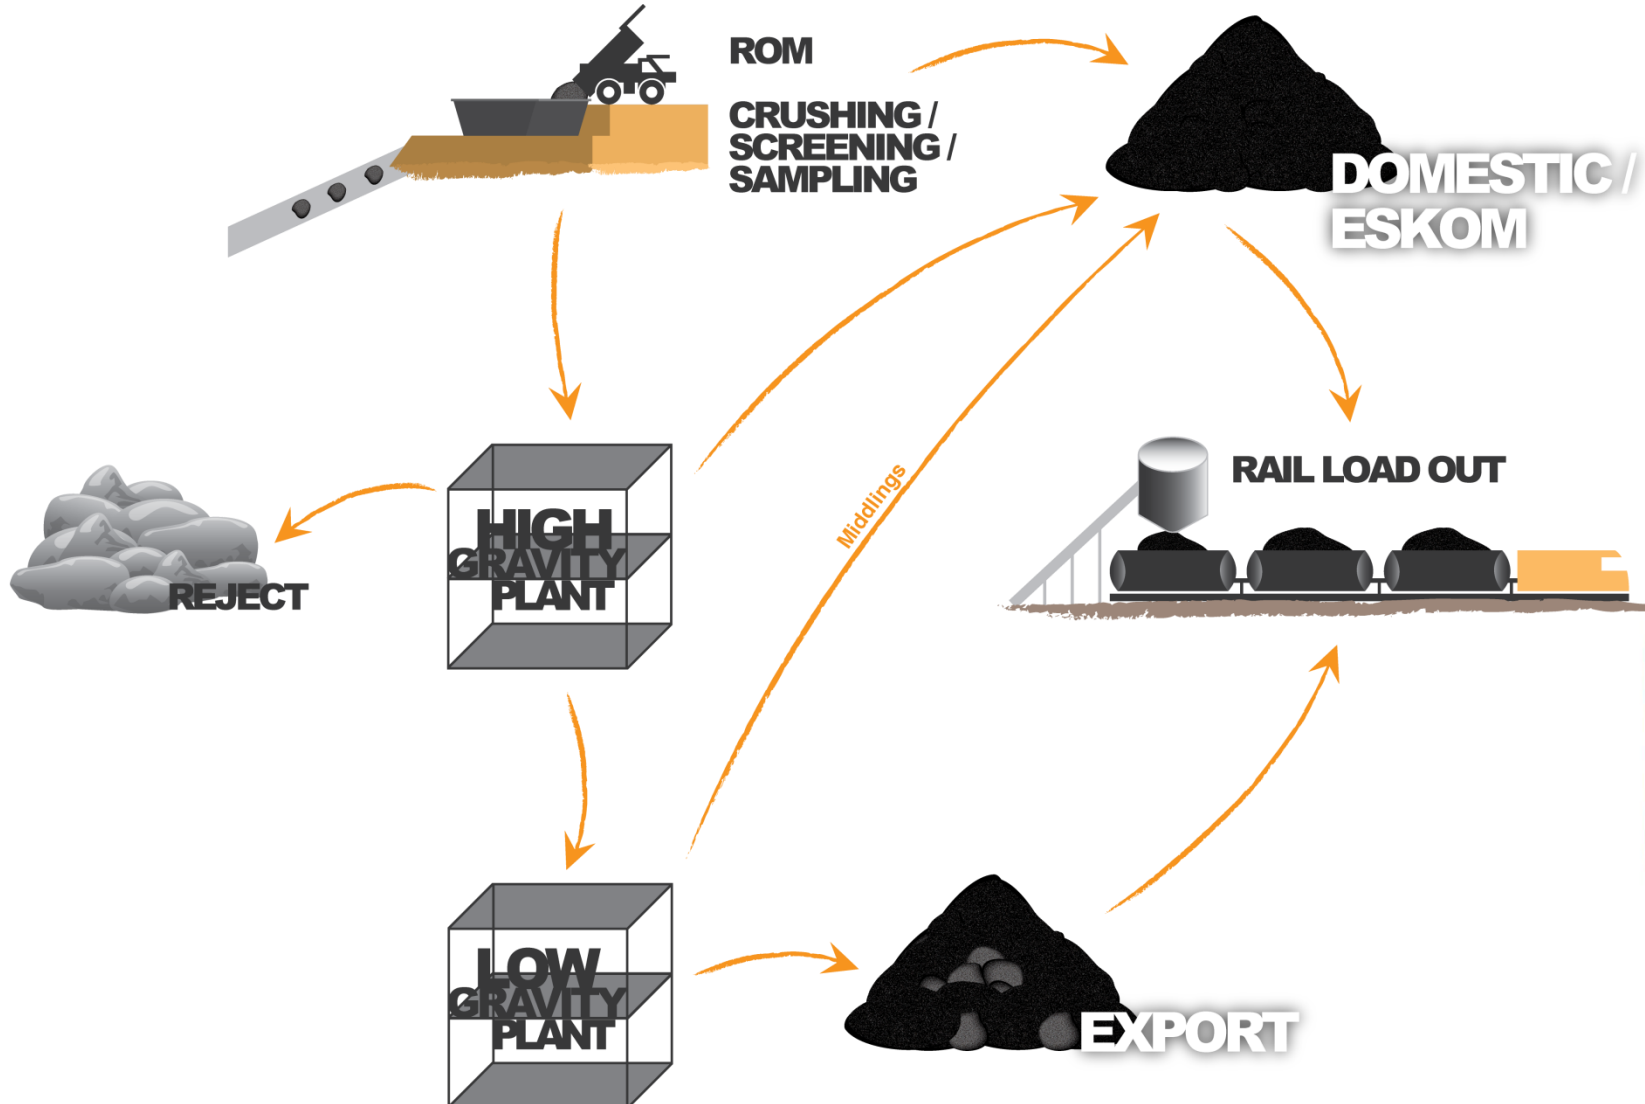 ROM
CRUSHING /
SCREENING /
SAMPLING
DOMESTIC /
ESKOM
RAIL LOAD OUT
Middlings
HIGH
GRAVITY
PLANT
REJECT
LOW
GRAVITY
PLANT
EXPORT